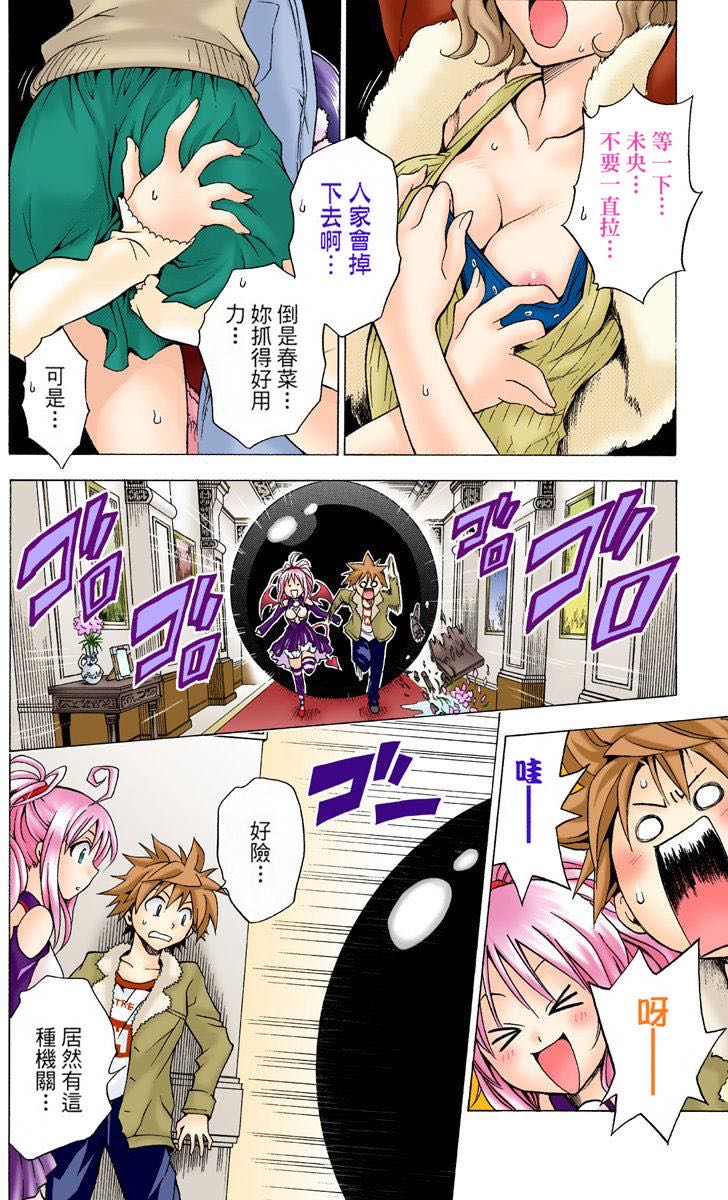 等一下…
未央…
不要一直拉…
人家會掉
下去啊…
倒是春菜…
妳抓得好用
力…
可是…
ゴロ
ゴロ
ゴロ
ゴロ
哇──
呀──
ゴー
好險…
居然有這
種機關…